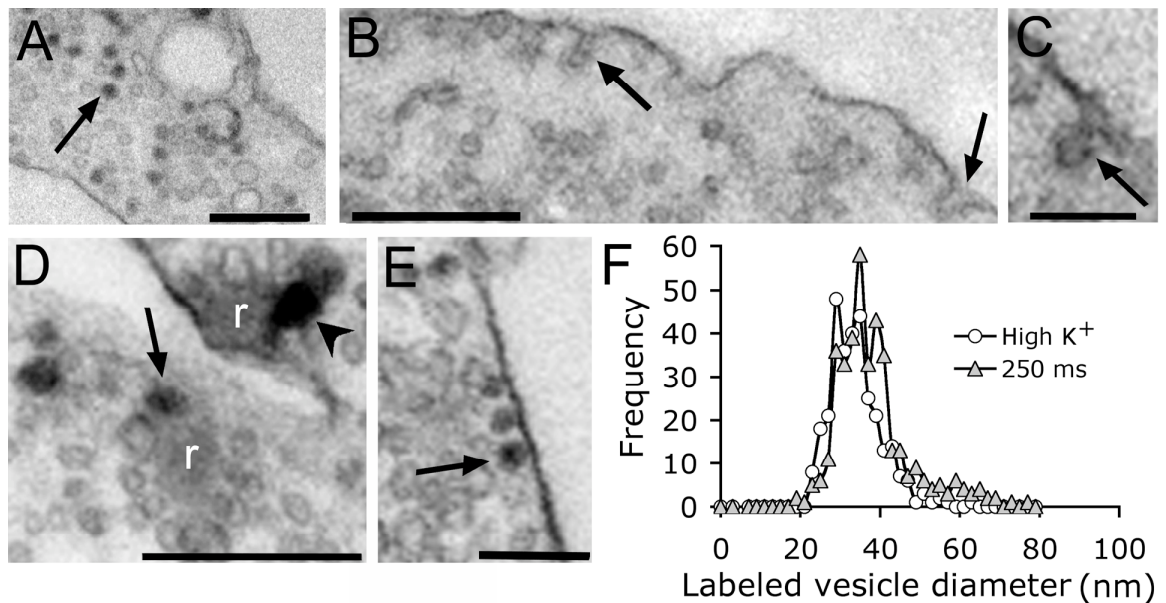 A
B
C
D
r
r
E
F
Frequency
60
50
40
30
20
10
0
High K⁺
250 ms
0 20 40 60 80 100
Labeled vesicle diameter (nm)